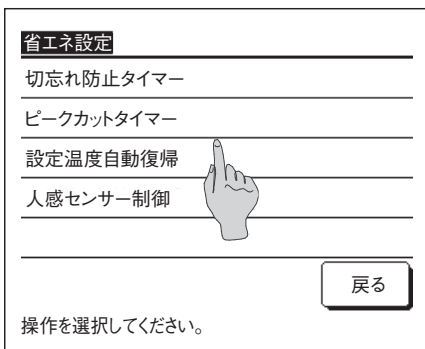 省エネ設定
切忘れ防止タイマー
ピークカットタイマー
設定温度自動復帰
人感センサー制御
戻る
操作を選択してください。